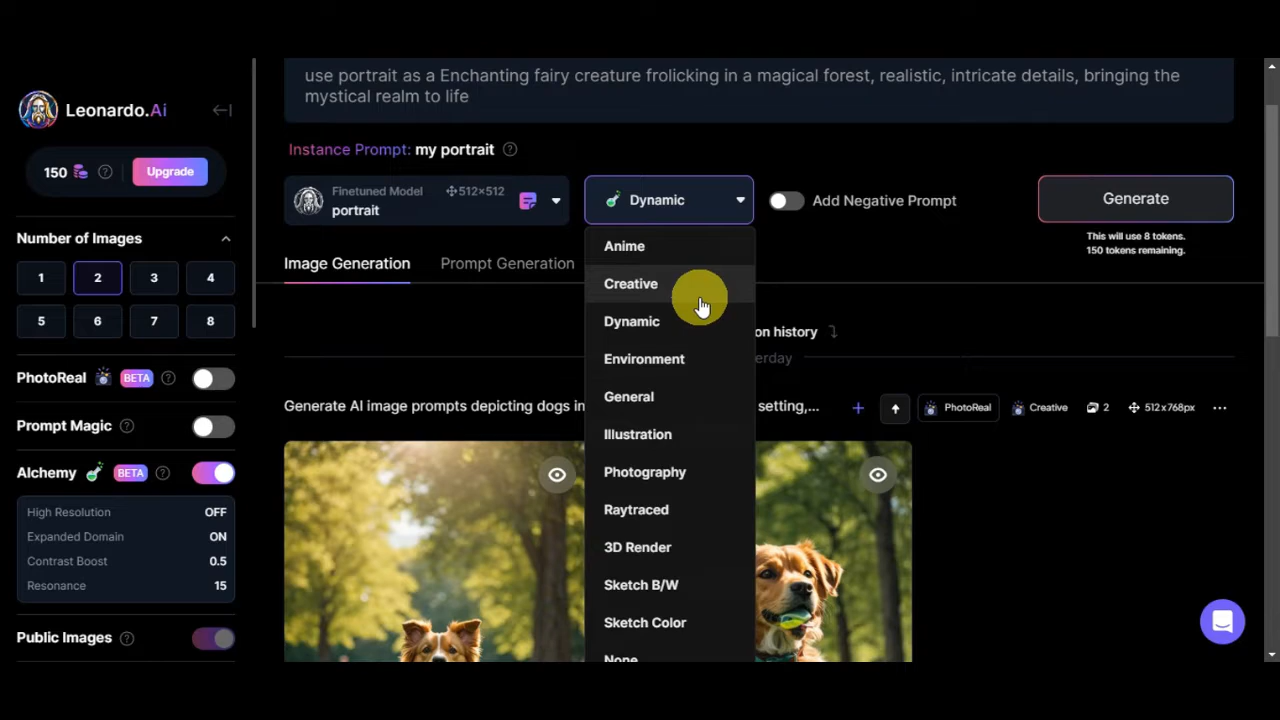 use portrait as a Enchanting fairy creature frolicking in a magical forest, realistic, intricate details, bringing the
mystical realm to life
Leonardo.Ai
150
Upgrade
Instance Prompt: my portrait
Finetuned Model
512×512
portrait
Dynamic
Add Negative Prompt
Generate
This will use 8 tokens.
150 tokens remaining.
Number of Images
1 2 3 4
5 6 7 8
PhotoReal BETA
Prompt Magic
Alchemy BETA
High Resolution OFF
Expanded Domain ON
Contrast Boost 0.5
Resonance 15
Public Images
Image Generation
Prompt Generation
Anime
Creative
Dynamic
Environment
General
Illustration
Photography
Raytraced
3D Render
Sketch B/W
Sketch Color
None
on history
erday
Generate AI image prompts depicting dogs in
setting,...
PhotoReal
Creative
2
512x768px